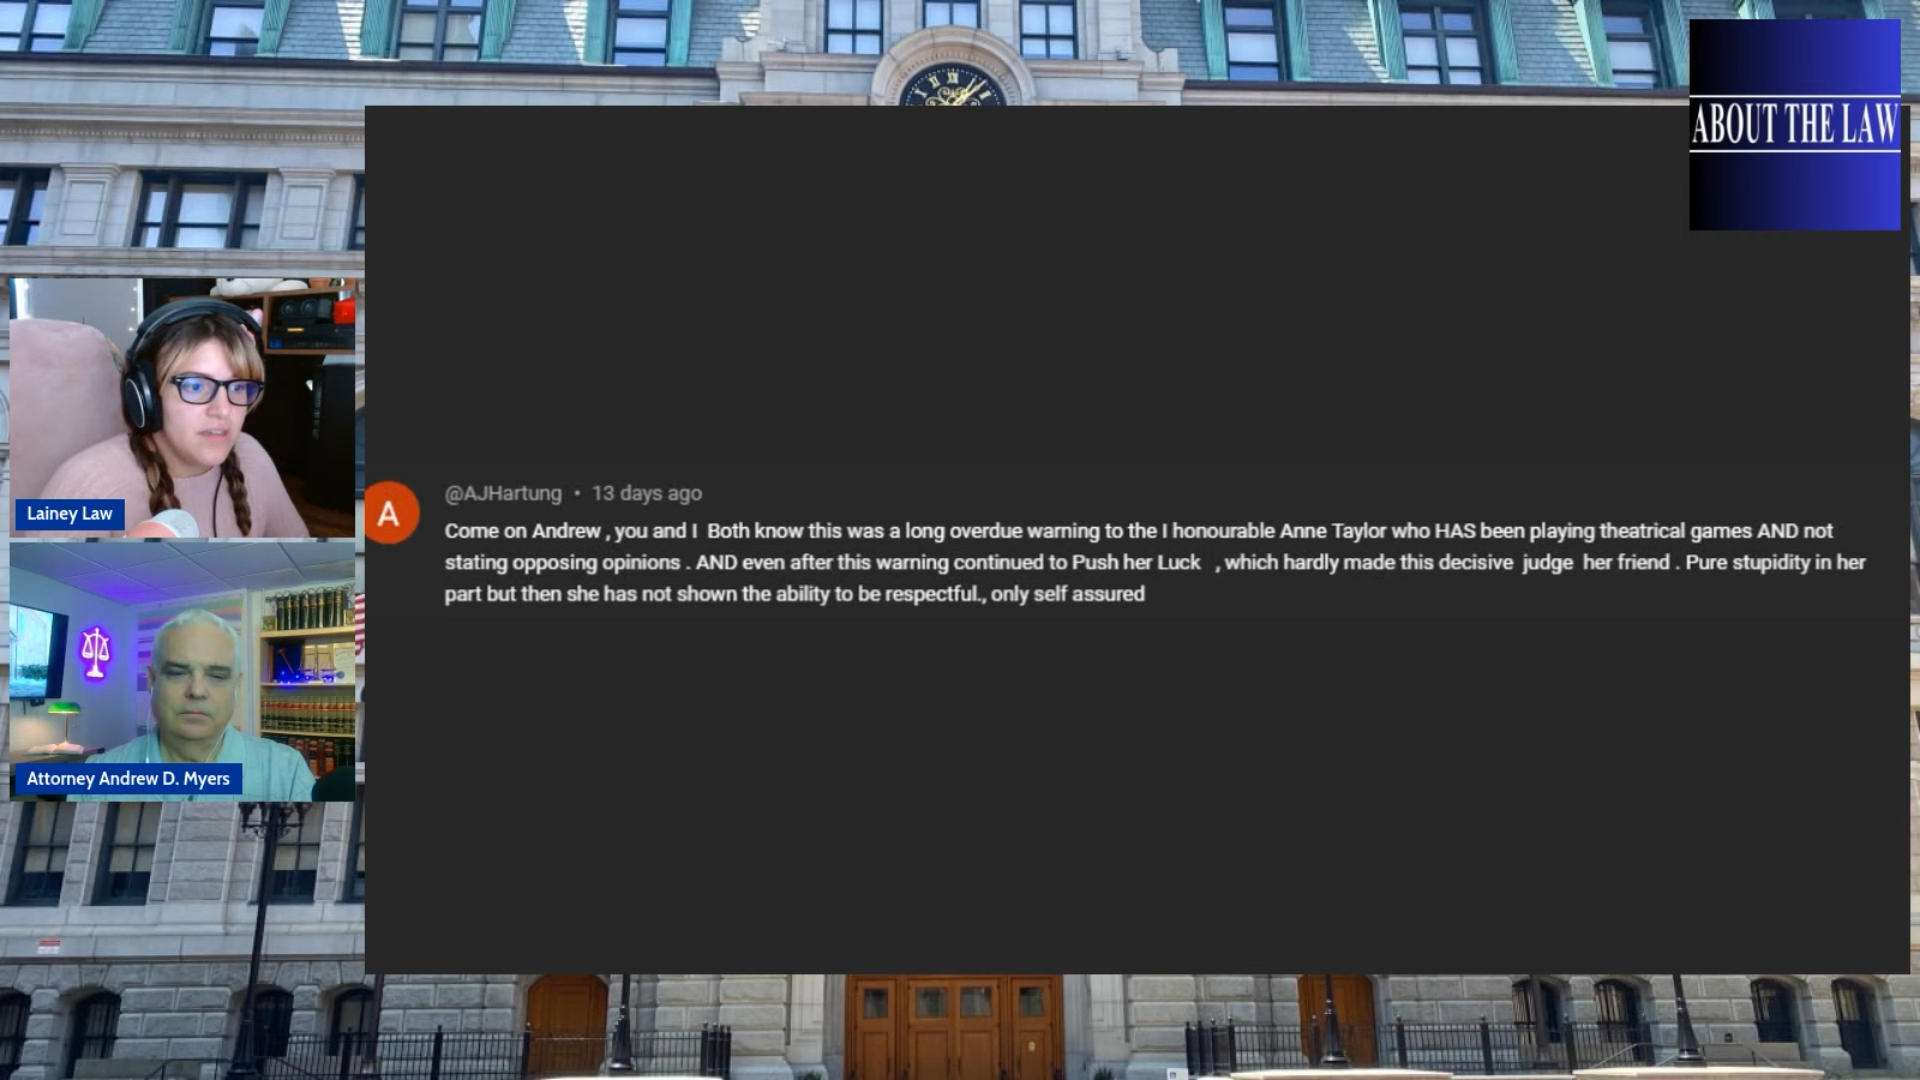 ABOUT THE LAW
@AJHartung • 13 days ago
A
Come on Andrew , you and I Both know this was a long overdue warning to the I honourable Anne Taylor who HAS been playing theatrical games AND not
stating opposing opinions . AND even after this warning continued to Push her Luck , which hardly made this decisive judge her friend . Pure stupidity in her
part but then she has not shown the ability to be respectful., only self assured
Lainey Law
Attorney Andrew D. Myers